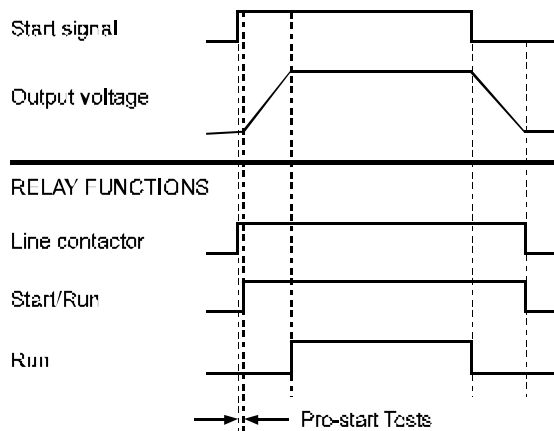 Start signal
Output voltage
RELAY FUNCTIONS
Line contactor
Start/Run
Run
Pre-start Tests